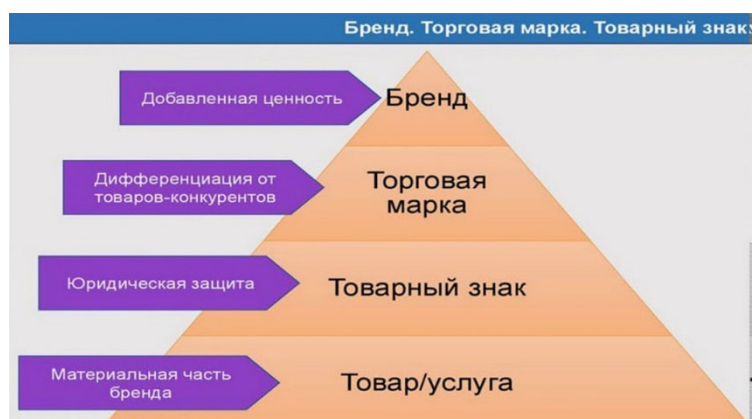 Бренд. Торговая марка. Товарный знак
Добавленная ценность
Бренд
Дифференциация от
товаров-конкурентов
Торговая
марка
Юридическая защита
Товарный знак
Материальная часть
бренда
Товар/услуга